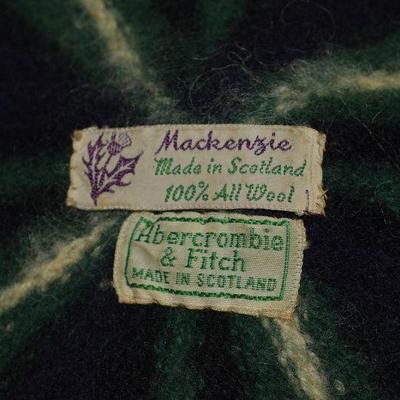 Mackenzie
Made in Scotland
100% All Wool
Abercrombie
& Fitch
MADE IN SCOTLAND